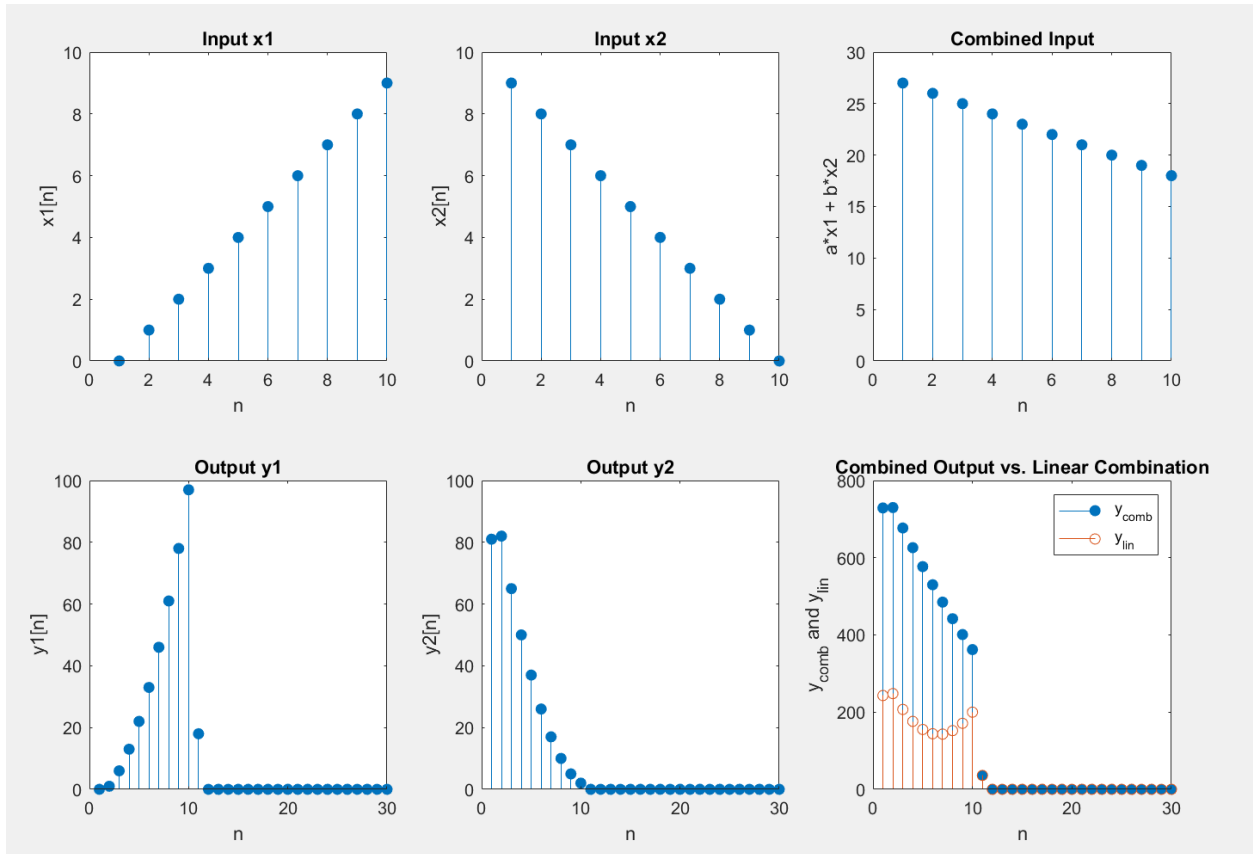 Input x1
10
8
6
4
2
0
x1[n]
0 2 4 6 8 10
n
Input x2
10
8
6
4
2
0
x2[n]
0 2 4 6 8 10
n
Combined Input
30
25
20
15
10
5
0
a*x1 + b*x2
0 2 4 6 8 10
n
Output y1
100
80
60
40
20
0
y1[n]
0 10 20 30
n
Output y2
100
80
60
40
20
0
y2[n]
0 10 20 30
n
Combined Output vs. Linear Combination
800
600
400
200
0
y_comb and y_lin
y_comb
y_lin
0 10 20 30
n